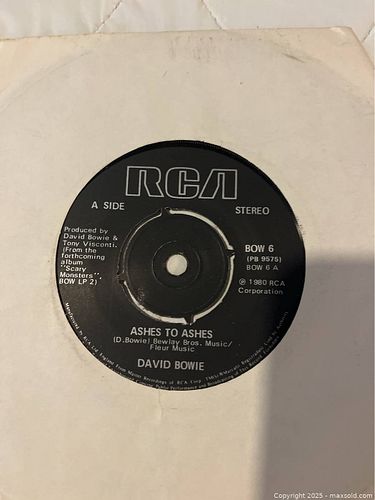 RCA
A SIDE
STEREO
Produced by
David Bowie &
Tony Visconti.
(From the
forthcoming
album
"Scary
Monsters",
BOW LP 2)
BOW 6
(PB 9575)
BOW 6 A
℗ 1980 RCA
Corporation
ASHES TO ASHES
(D.Bowie) Bewlay Bros. Music/
Fleur Music
DAVID BOWIE
Copyright 2025 - maxsold.com